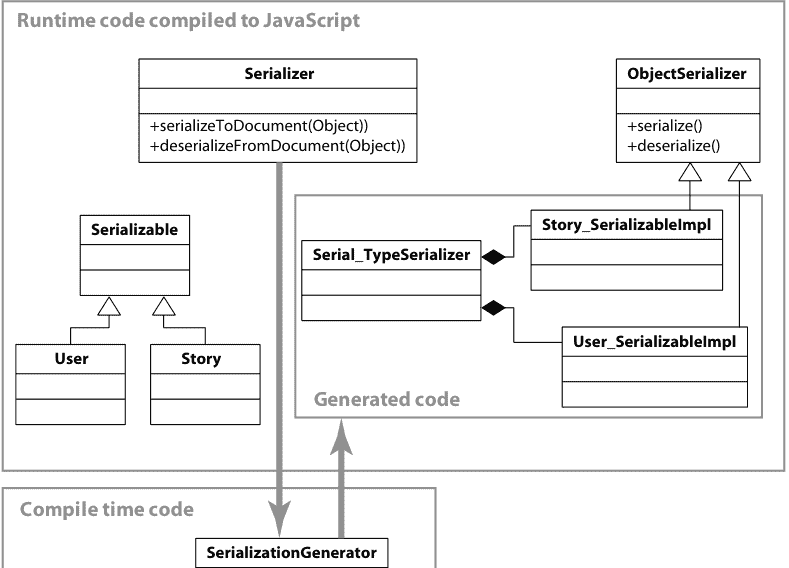 Runtime code compiled to JavaScript
Serializer
+serializeToDocument(Object))
+deserializeFromDocument(Object))
ObjectSerializer
+serialize()
+deserialize()
Serializable
User
Story
Serial_TypeSerializer
Story_SerializableImpl
User_SerializableImpl
Generated code
Compile time code
SerializationGenerator